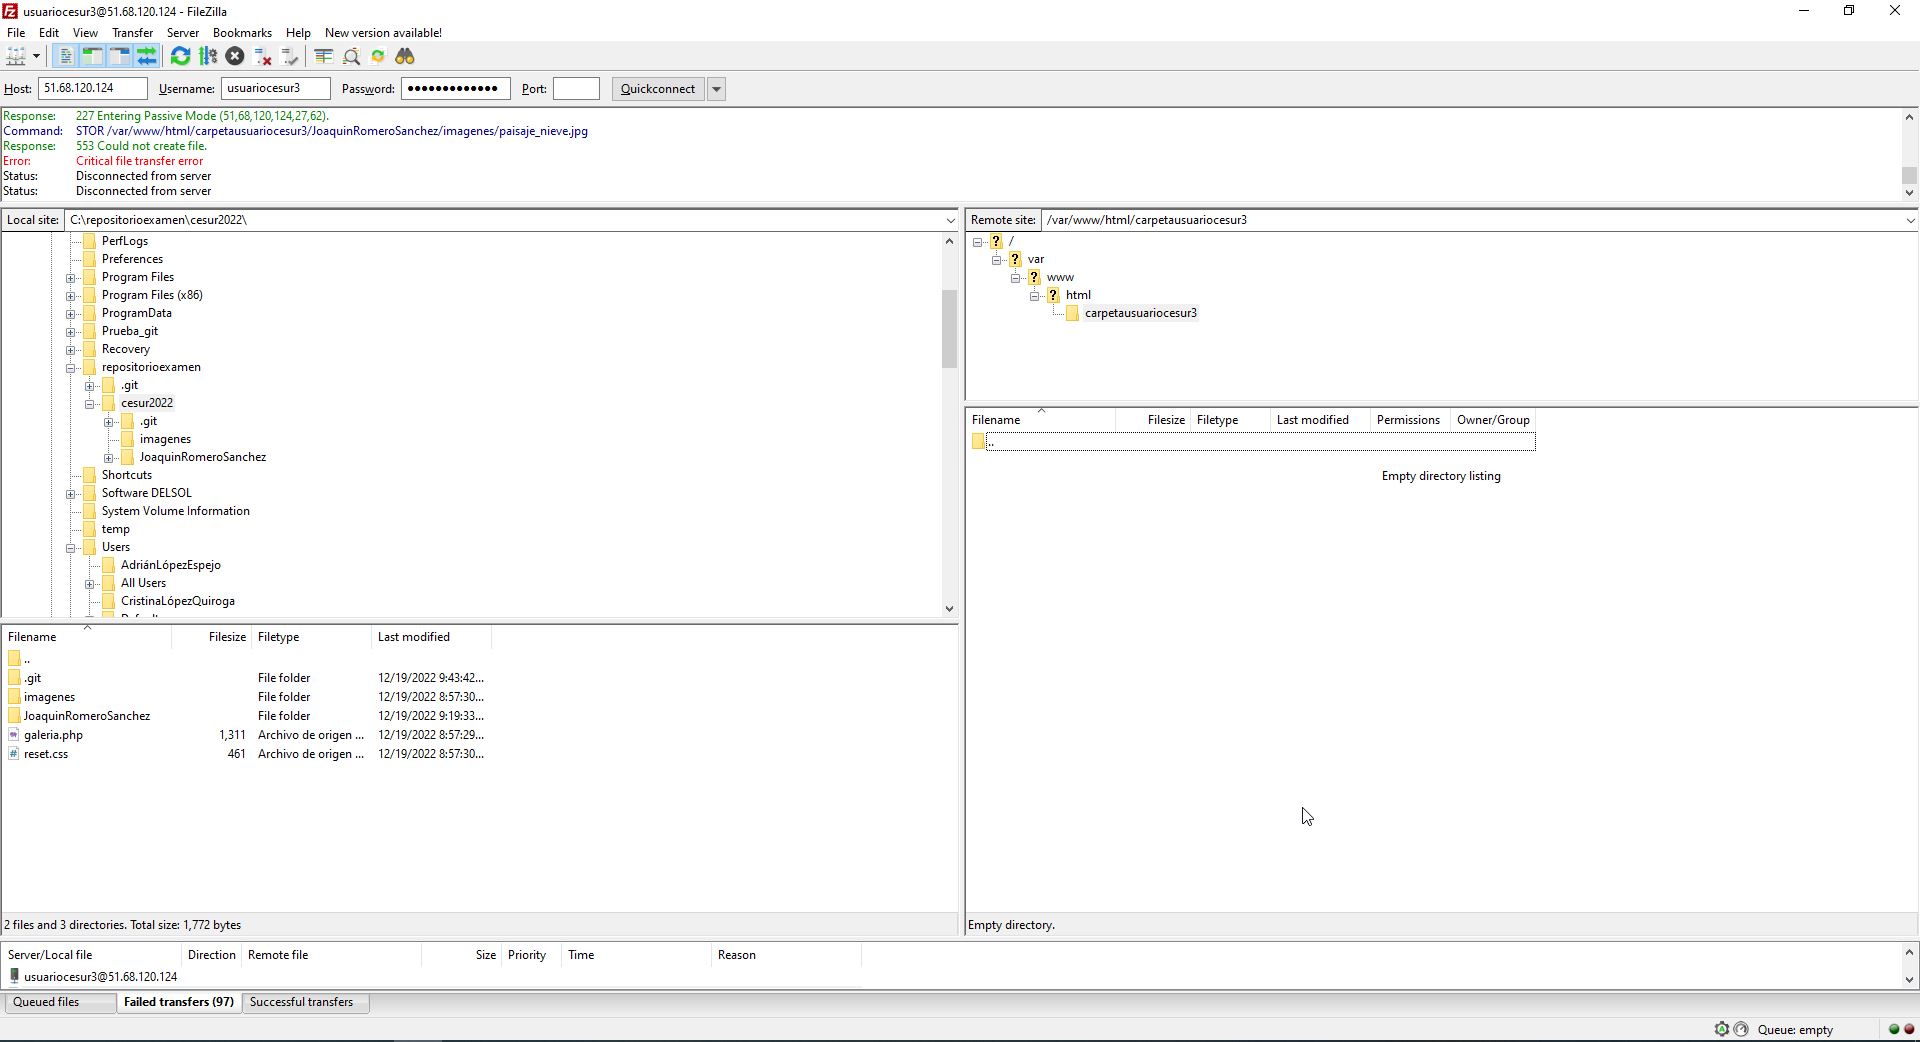 usuariocesur3@51.68.120.124 - FileZilla
File Edit View Transfer Server Bookmarks Help New version available!
Host: 51.68.120.124 Username: usuariocesur3 Password: ●●●●●●●●●●●●● Port: Quickconnect
Response: 227 Entering Passive Mode (51,68,120,124,27,62).
Command: STOR /var/www/html/carpetausuariocesur3/JoaquinRomeroSanchez/imagenes/paisaje_nieve.jpg
Response: 553 Could not create file.
Error: Critical file transfer error
Status: Disconnected from server
Status: Disconnected from server
Local site: C:\repositorioexamen\cesur2022\
PerfLogs
Preferences
Program Files
Program Files (x86)
ProgramData
Prueba_git
Recovery
repositorioexamen
.git
cesur2022
.git
imagenes
JoaquinRomeroSanchez
Shortcuts
Software DELSOL
System Volume Information
temp
Users
AdriánLópezEspejo
All Users
CristinaLópezQuiroga
Filename Filesize Filetype Last modified
..
.git File folder 12/19/2022 9:43:42...
imagenes File folder 12/19/2022 8:57:30...
JoaquinRomeroSanchez File folder 12/19/2022 9:19:33...
galeria.php 1,311 Archivo de origen ... 12/19/2022 8:57:29...
reset.css 461 Archivo de origen ... 12/19/2022 8:57:30...
2 files and 3 directories. Total size: 1,772 bytes
Remote site: /var/www/html/carpetausuariocesur3
? /
? var
? www
? html
carpetausuariocesur3
Filename Filesize Filetype Last modified Permissions Owner/Group
..
Empty directory listing
Empty directory.
Server/Local file Direction Remote file Size Priority Time Reason
usuariocesur3@51.68.120.124
Queued files Failed transfers (97) Successful transfers
Queue: empty